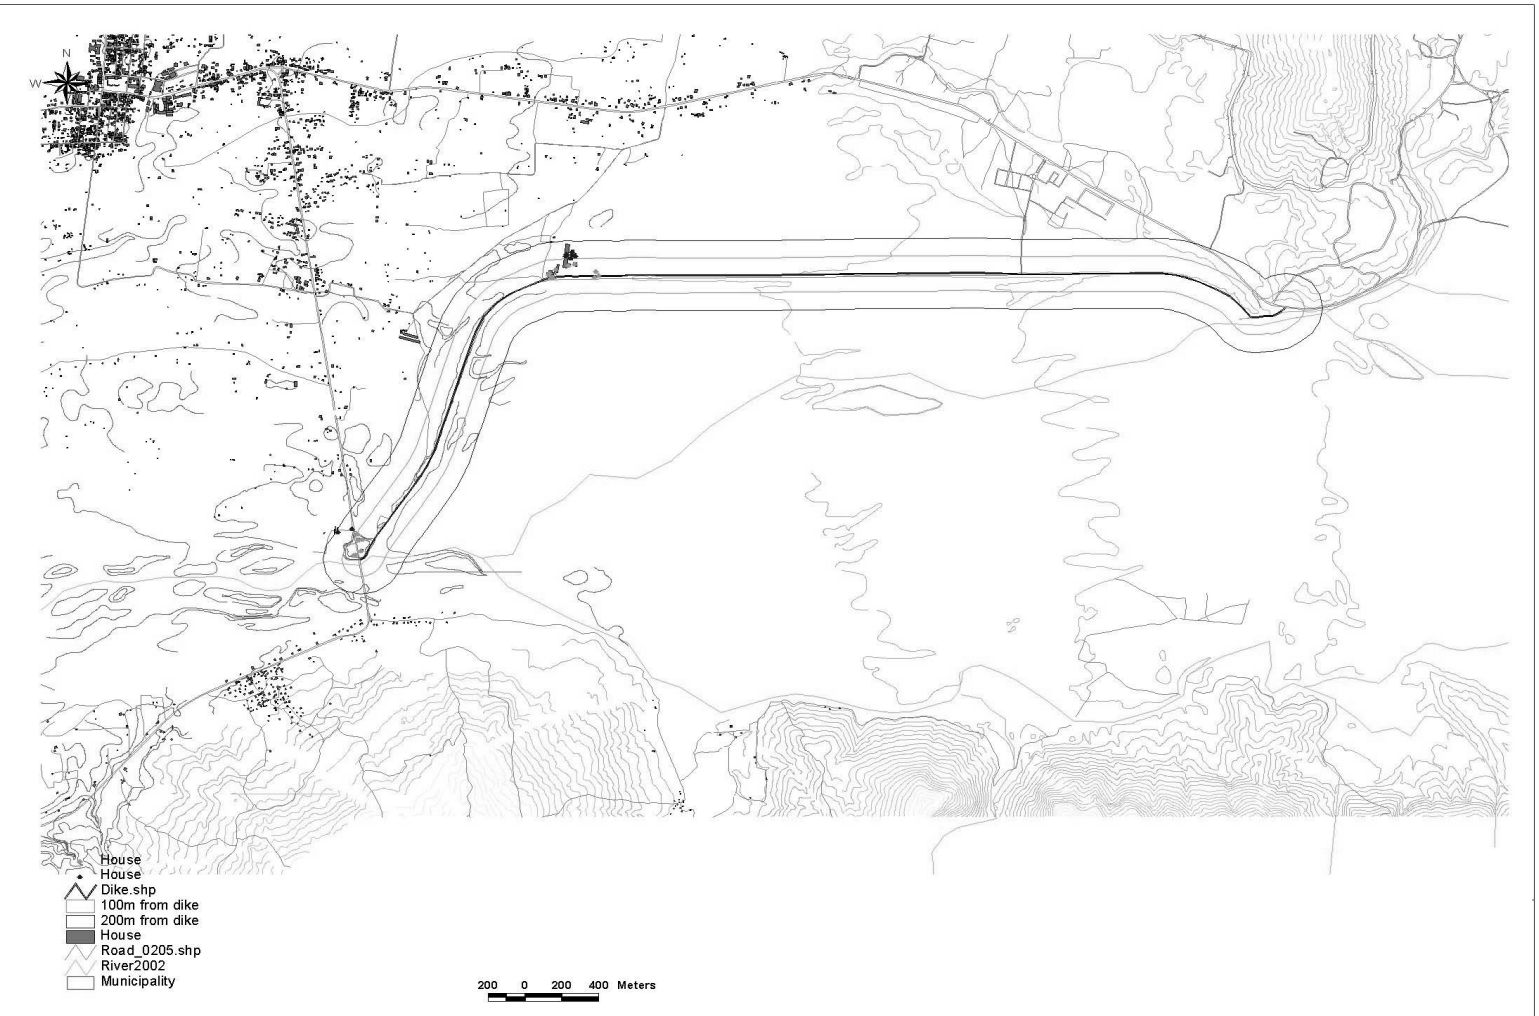 N
W
House
House
Dike.shp
100m from dike
200m from dike
House
Road_0205.shp
River2002
Municipality
200 0 200 400 Meters